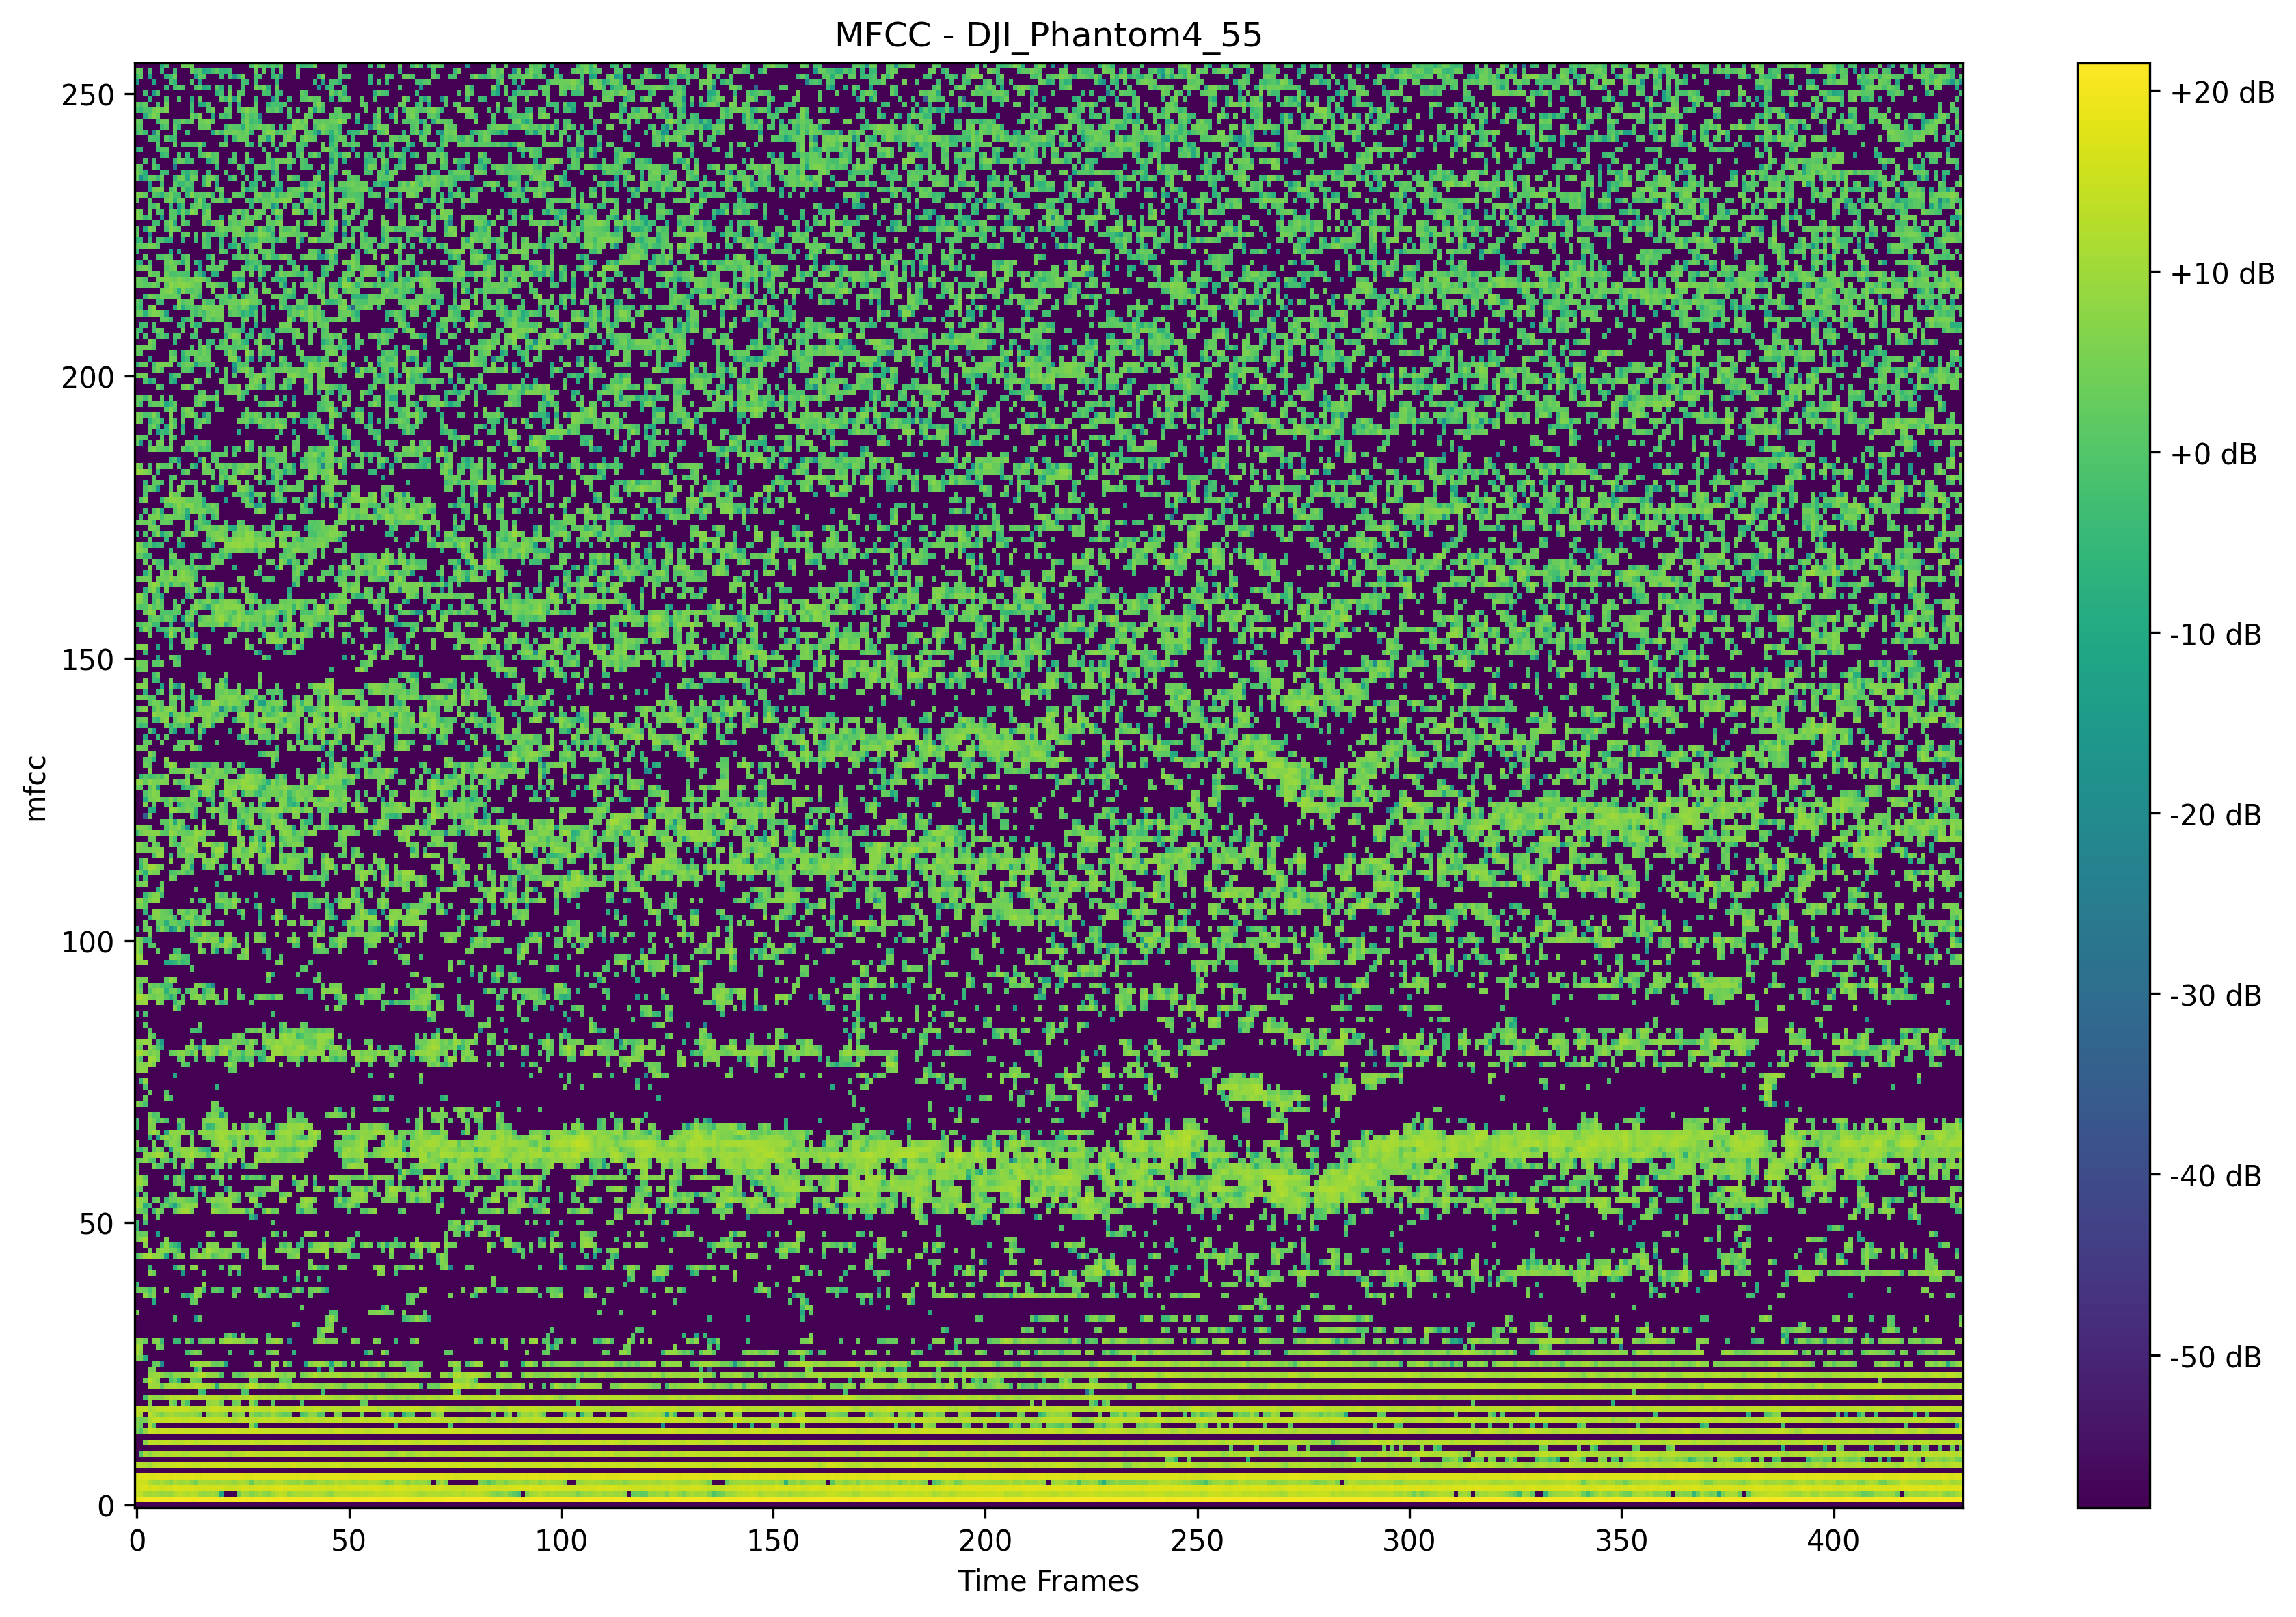 MFCC - DJI_Phantom4_55
250
200
150
100
50
0
mfcc
0 50 100 150 200 250 300 350 400
Time Frames
+20 dB
+10 dB
+0 dB
-10 dB
-20 dB
-30 dB
-40 dB
-50 dB